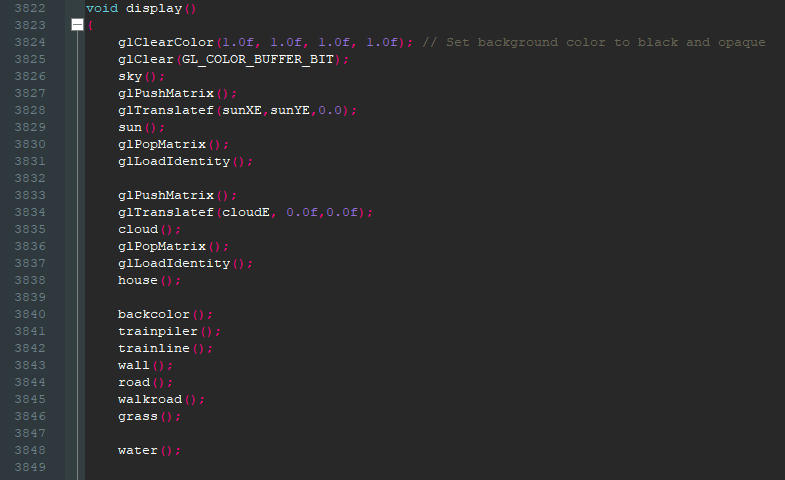 3822 void display()
3823 {
3824 glClearColor(1.0f, 1.0f, 1.0f, 1.0f); // Set background color to black and opaque
3825 glClear(GL_COLOR_BUFFER_BIT);
3826 sky();
3827 glPushMatrix();
3828 glTranslatef(sunXE,sunYE,0.0);
3829 sun();
3830 glPopMatrix();
3831 glLoadIdentity();
3832
3833 glPushMatrix();
3834 glTranslatef(cloudE, 0.0f,0.0f);
3835 cloud();
3836 glPopMatrix();
3837 glLoadIdentity();
3838 house();
3839
3840 backcolor();
3841 trainpiler();
3842 trainline();
3843 wall();
3844 road();
3845 walkroad();
3846 grass();
3847
3848 water();
3849